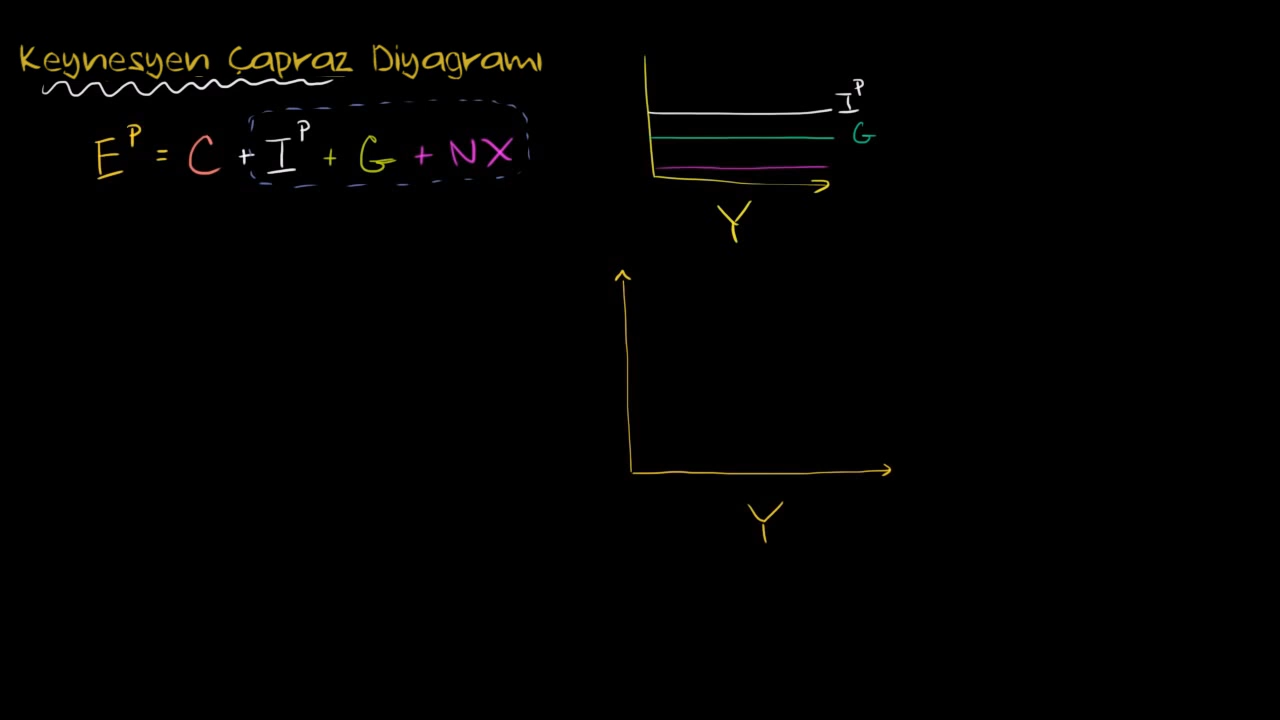 Keynesyen Çapraz Diyagramı
E^P = C + I^P + G + NX
I^P
G
Y
Y